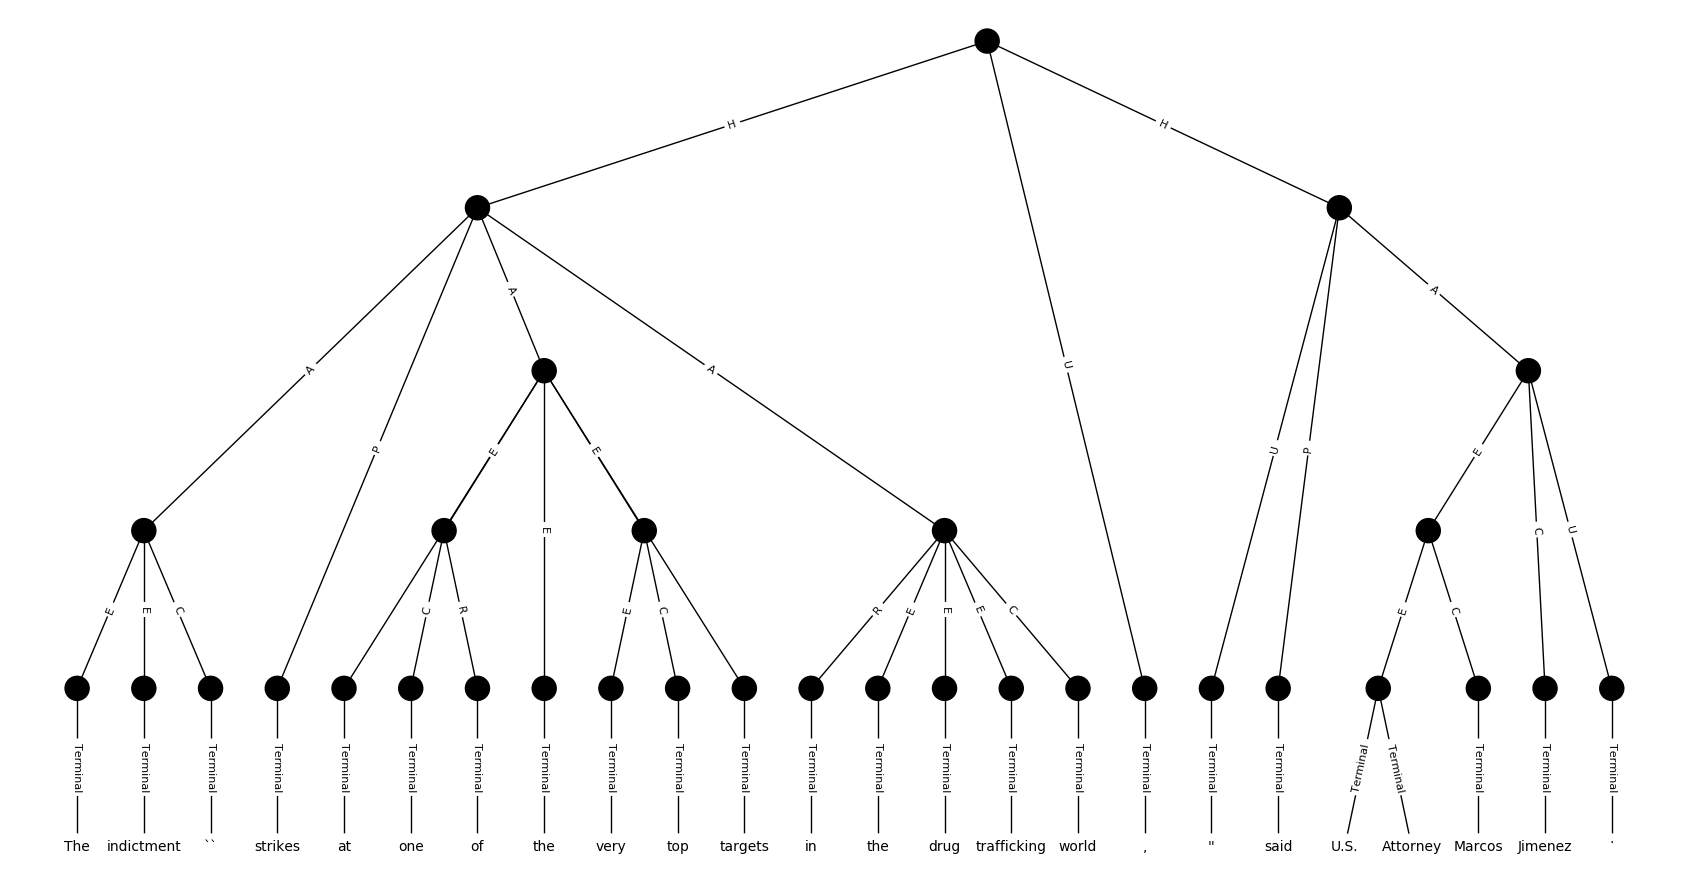 H H
A A
A P A U U P E
E E
E E C C R E E C R E E E C E C C U
Terminal Terminal Terminal Terminal Terminal Terminal Terminal Terminal Terminal Terminal Terminal Terminal Terminal Terminal Terminal Terminal Terminal Terminal Terminal Terminal Terminal Terminal Terminal Terminal
The indictment `` strikes at one of the very top targets in the drug trafficking world , " said U.S. Attorney Marcos Jimenez .